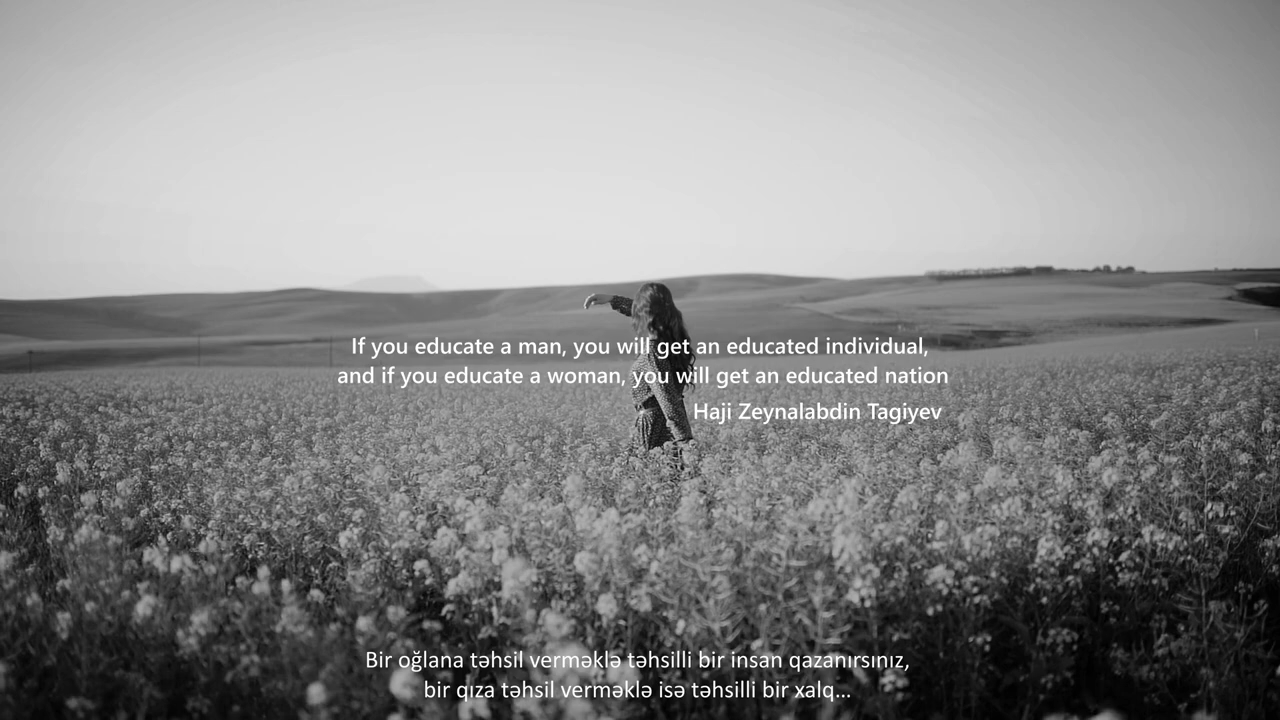 If you educate a man, you will get an educated individual,
and if you educate a woman, you will get an educated nation
Haji Zeynalabdin Tagiyev
Bir oğlana təhsil verməklə təhsilli bir insan qazanırsınız,
bir qıza təhsil verməklə isə təhsilli bir xalq...